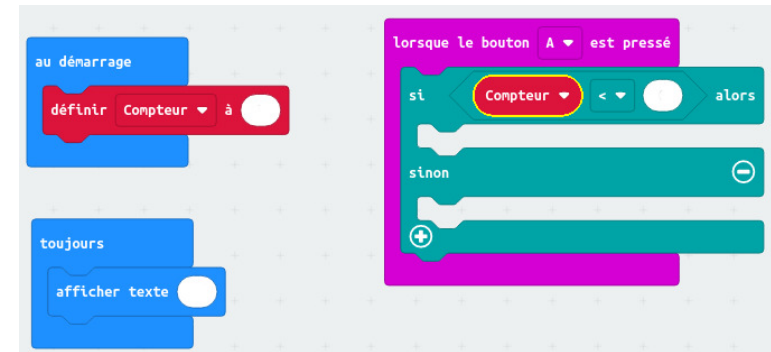 au démarrage
définir Compteur à
toujours
afficher texte
lorsque le bouton A est pressé
si Compteur < alors
sinon